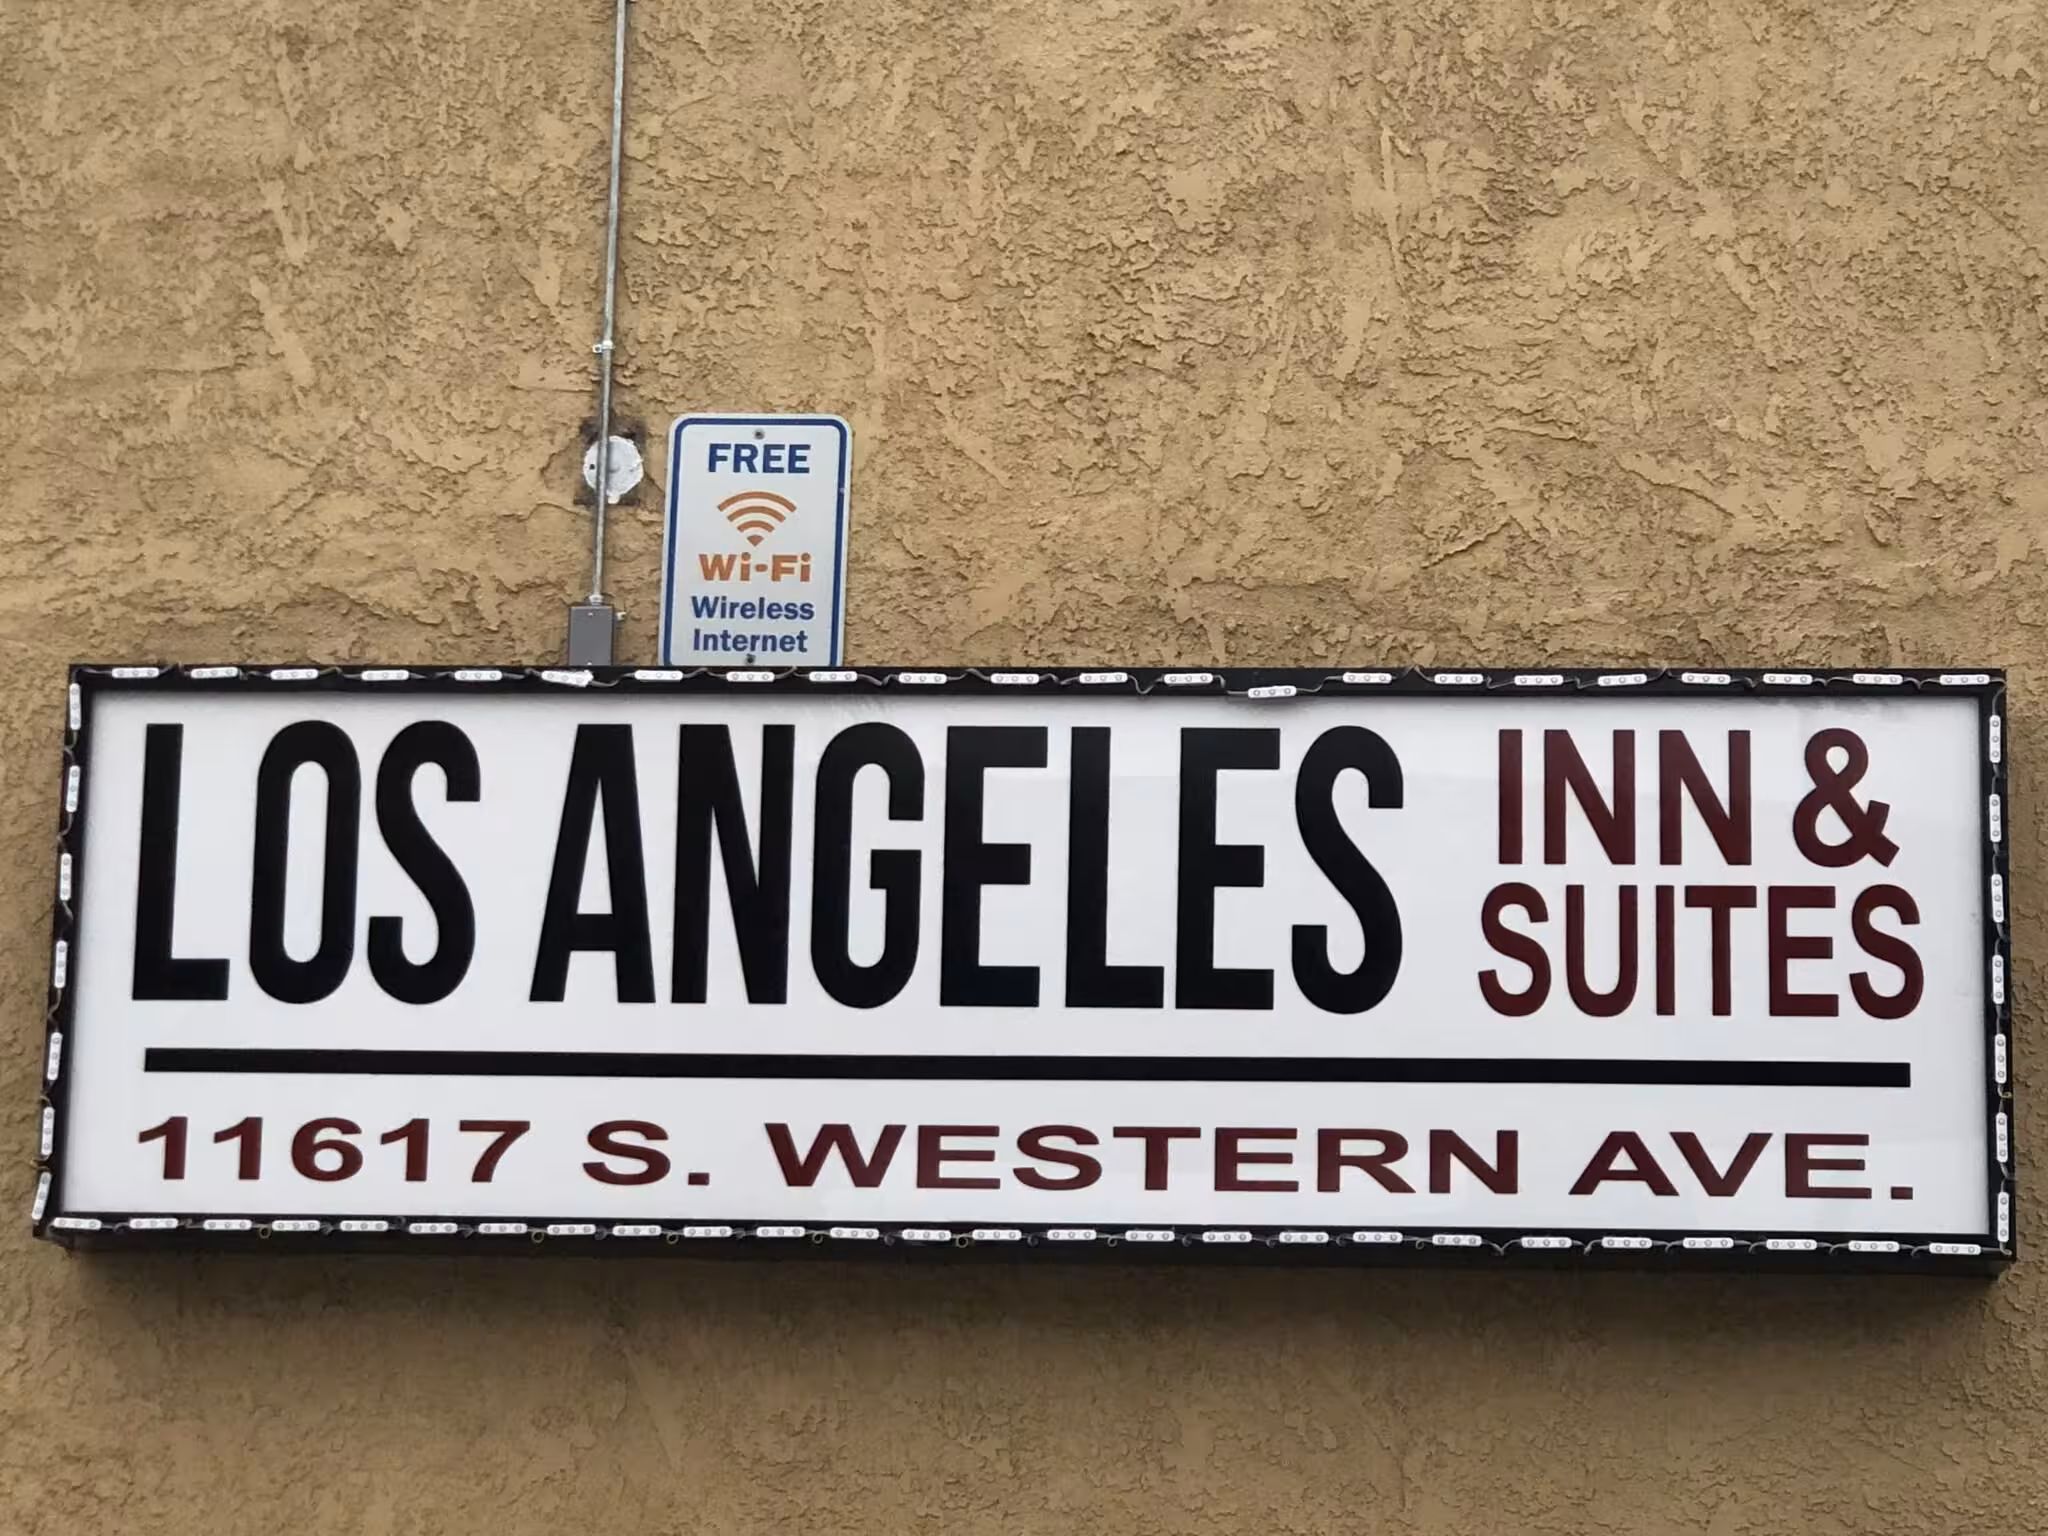 FREE
Wi-Fi
Wireless
Internet
LOS ANGELES INN &
SUITES
11617 S. WESTERN AVE.